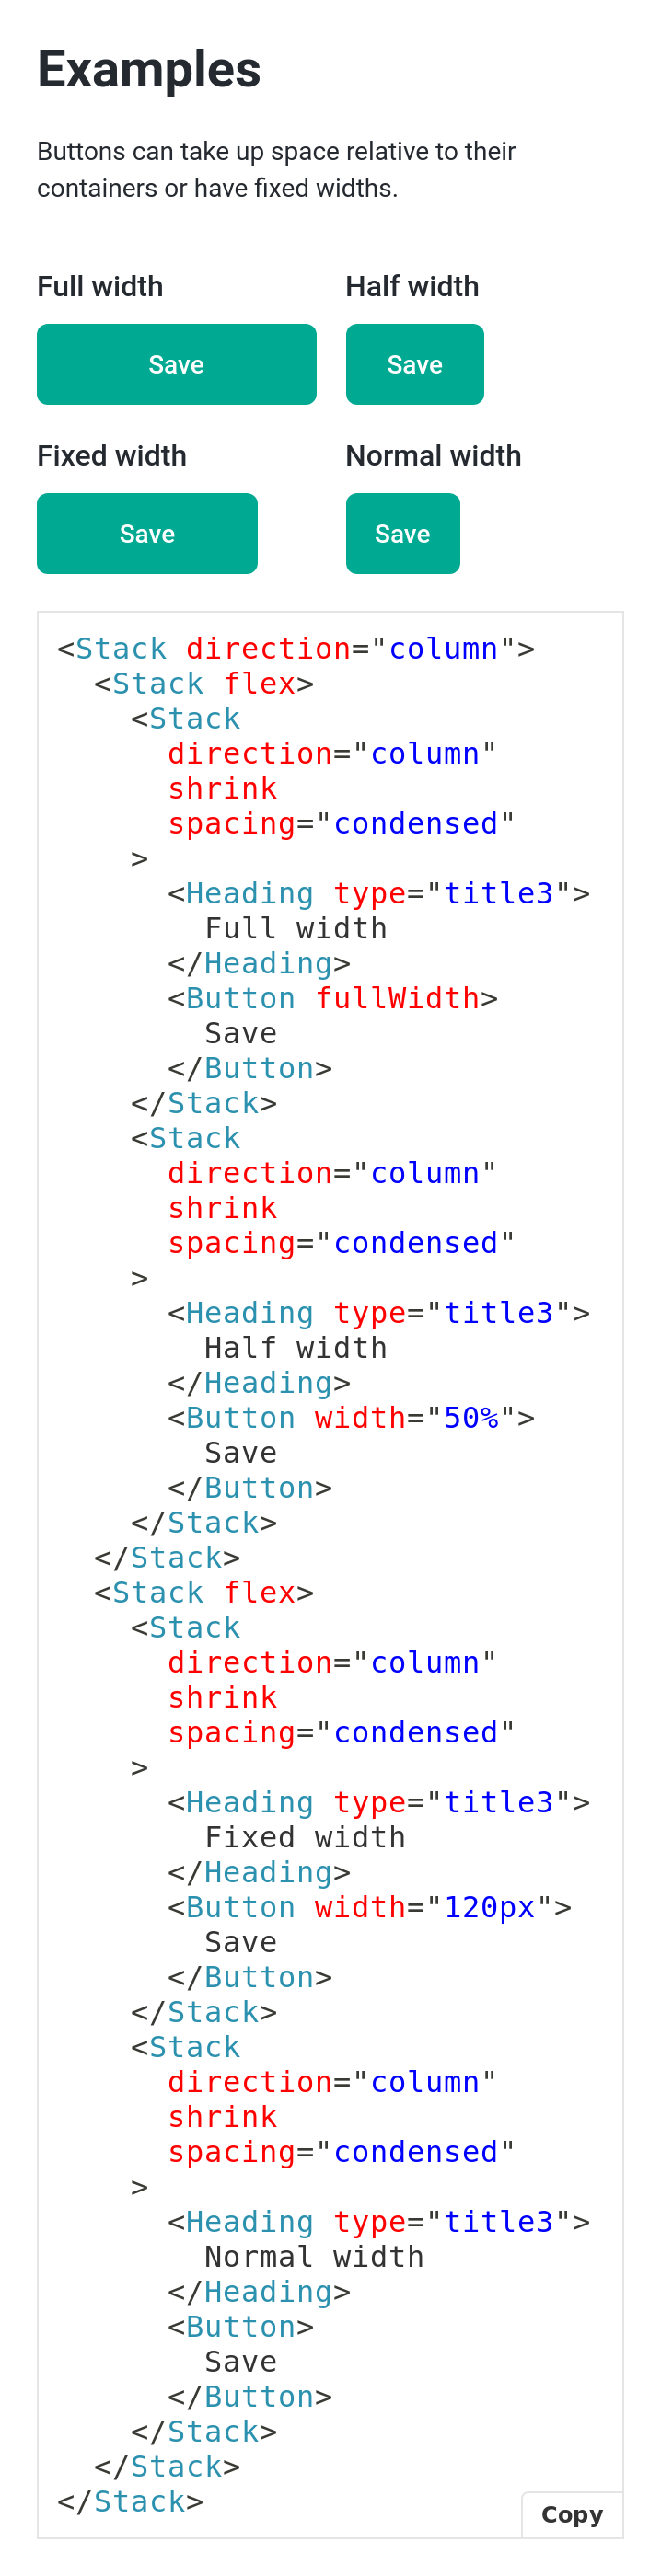 Examples
Buttons can take up space relative to their
containers or have fixed widths.
Full width
Half width
Save
Save
Fixed width
Normal width
Save
Save
<Stack direction="column">
  <Stack flex>
    <Stack
      direction="column"
      shrink
      spacing="condensed"
    >
      <Heading type="title3">
        Full width
      </Heading>
      <Button fullWidth>
        Save
      </Button>
    </Stack>
    <Stack
      direction="column"
      shrink
      spacing="condensed"
    >
      <Heading type="title3">
        Half width
      </Heading>
      <Button width="50%">
        Save
      </Button>
    </Stack>
  </Stack>
  <Stack flex>
    <Stack
      direction="column"
      shrink
      spacing="condensed"
    >
      <Heading type="title3">
        Fixed width
      </Heading>
      <Button width="120px">
        Save
      </Button>
    </Stack>
    <Stack
      direction="column"
      shrink
      spacing="condensed"
    >
      <Heading type="title3">
        Normal width
      </Heading>
      <Button>
        Save
      </Button>
    </Stack>
  </Stack>
</Stack>
Copy